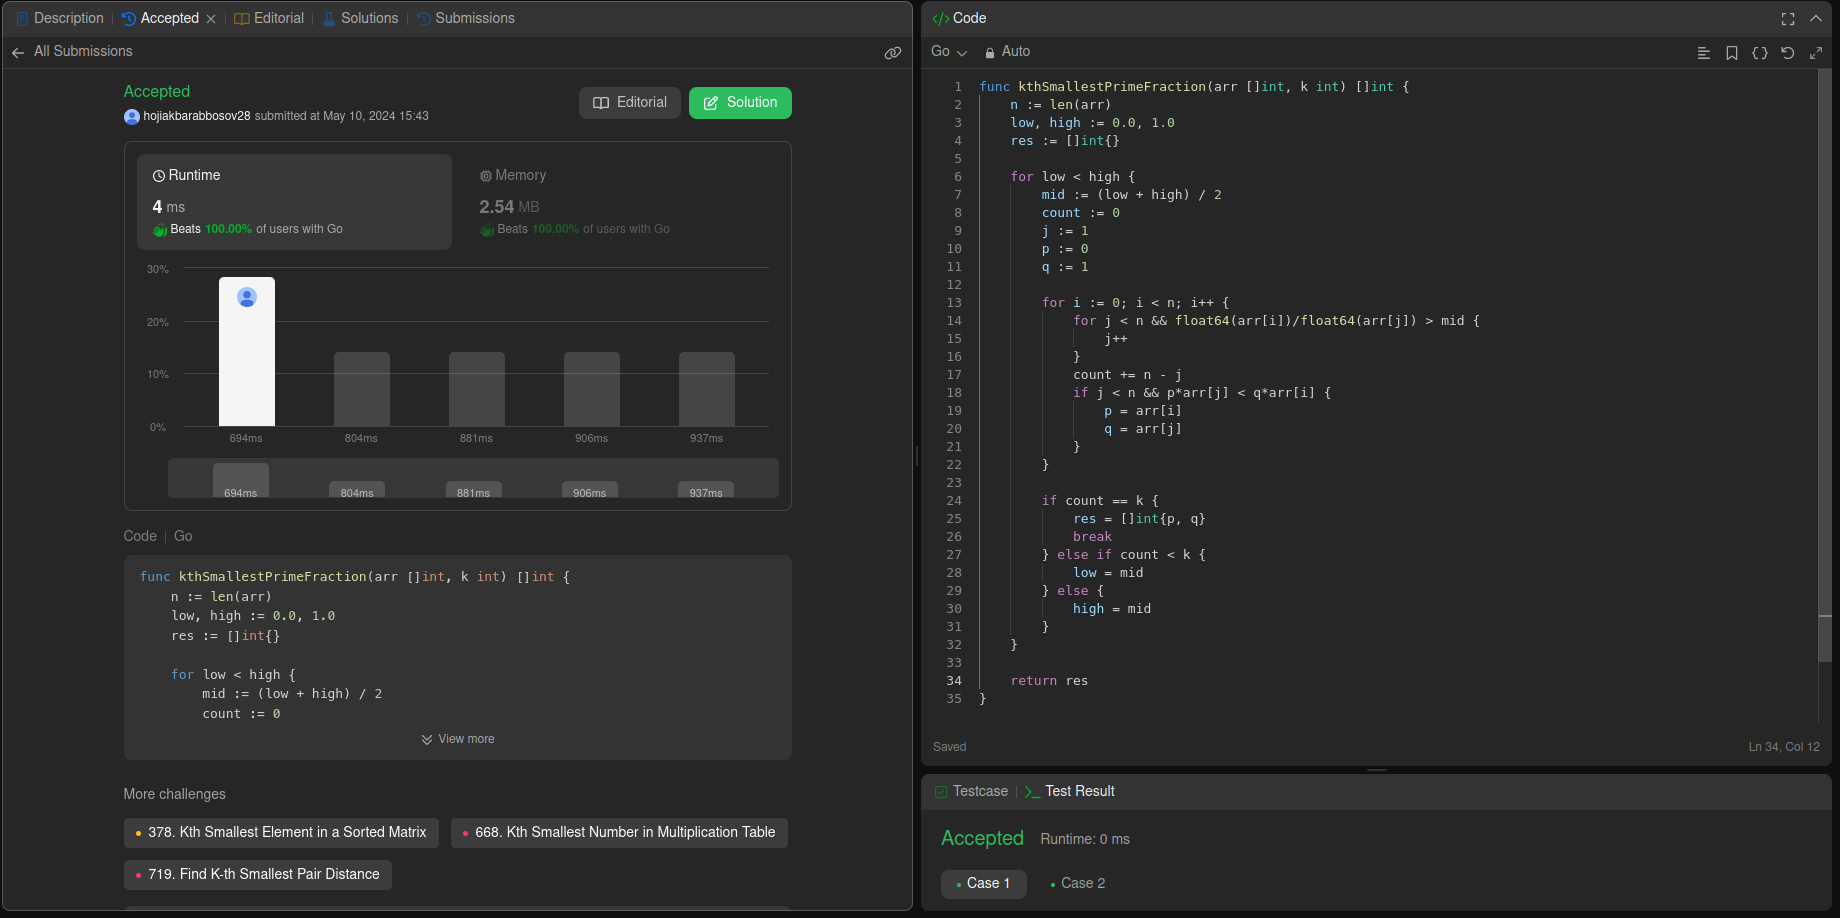 Description Accepted Editorial Solutions Submissions
All Submissions
Accepted
hojiakbarabbosov28 submitted at May 10, 2024 15:43
Editorial
Solution
Runtime
4 ms
Beats 100.00% of users with Go
Memory
2.54 MB
Beats 100.00% of users with Go
30%
20%
10%
0%
694ms 804ms 881ms 906ms 937ms
694ms 804ms 881ms 906ms 937ms
Code | Go
func kthSmallestPrimeFraction(arr []int, k int) []int {
    n := len(arr)
    low, high := 0.0, 1.0
    res := []int{}
    for low < high {
        mid := (low + high) / 2
        count := 0
View more
More challenges
378. Kth Smallest Element in a Sorted Matrix
668. Kth Smallest Number in Multiplication Table
719. Find K-th Smallest Pair Distance
</> Code
Go Auto
1 func kthSmallestPrimeFraction(arr []int, k int) []int {
2     n := len(arr)
3     low, high := 0.0, 1.0
4     res := []int{}
5
6     for low < high {
7         mid := (low + high) / 2
8         count := 0
9         j := 1
10         p := 0
11         q := 1
12
13         for i := 0; i < n; i++ {
14             for j < n && float64(arr[i])/float64(arr[j]) > mid {
15                 j++
16             }
17             count += n - j
18             if j < n && p*arr[j] < q*arr[i] {
19                 p = arr[i]
20                 q = arr[j]
21             }
22         }
23
24         if count == k {
25             res = []int{p, q}
26             break
27         } else if count < k {
28             low = mid
29         } else {
30             high = mid
31         }
32     }
33
34     return res
35 }
Saved
Ln 34, Col 12
Testcase | >_ Test Result
Accepted Runtime: 0 ms
Case 1 Case 2